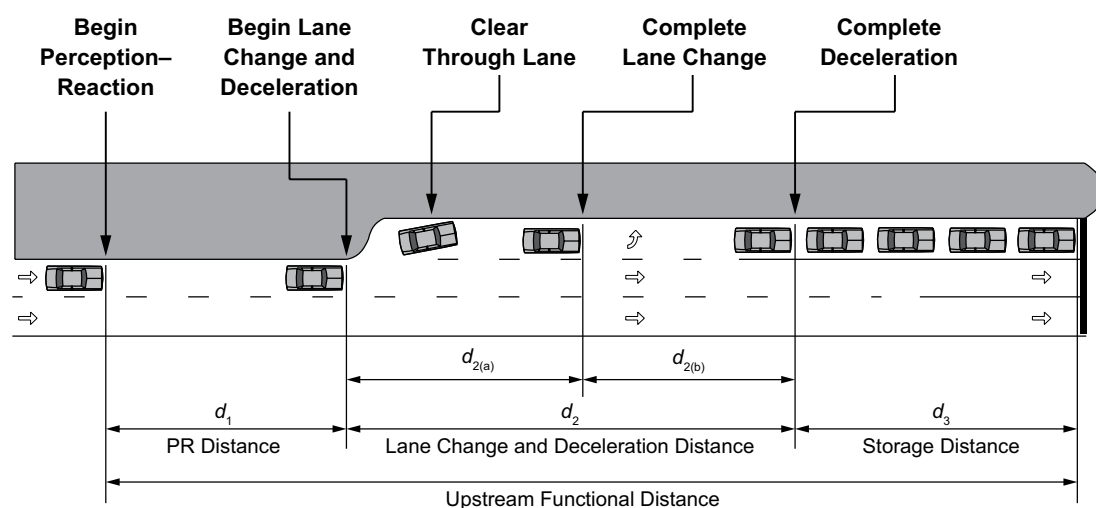 Begin
Perception–
Reaction
Begin Lane
Change and
Deceleration
Clear
Through Lane
Complete
Lane Change
Complete
Deceleration
d2(a)
d2(b)
d1
PR Distance
d2
Lane Change and Deceleration Distance
d3
Storage Distance
Upstream Functional Distance